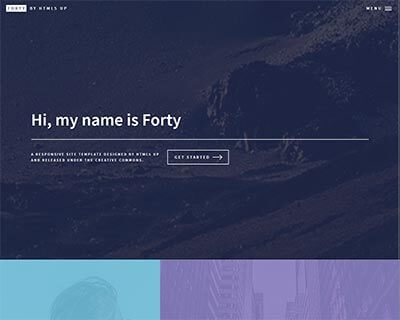 FORTY BY HTML5 UP
MENU
Hi, my name is Forty
A RESPONSIVE SITE TEMPLATE DESIGNED BY HTML5 UP
AND RELEASED UNDER THE CREATIVE COMMONS.
GET STARTED